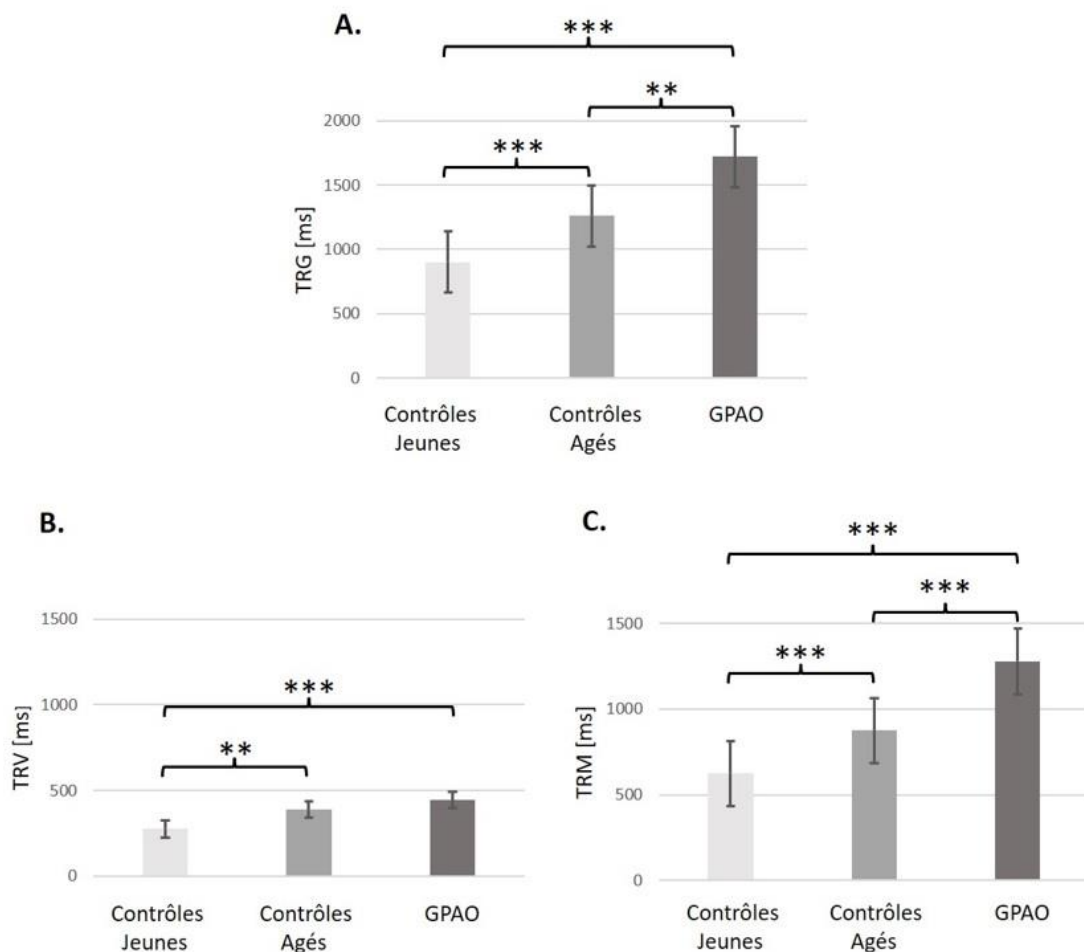 A.
***
**
***
2000
1500
1000
500
0
TRG [ms]
Contrôles
Jeunes
Contrôles
Agés
GPAO
B.
1500
1000
500
0
TRV [ms]
***
**
Contrôles
Jeunes
Contrôles
Agés
GPAO
C.
***
***
***
1500
1000
500
0
TRM [ms]
Contrôles
Jeunes
Contrôles
Agés
GPAO